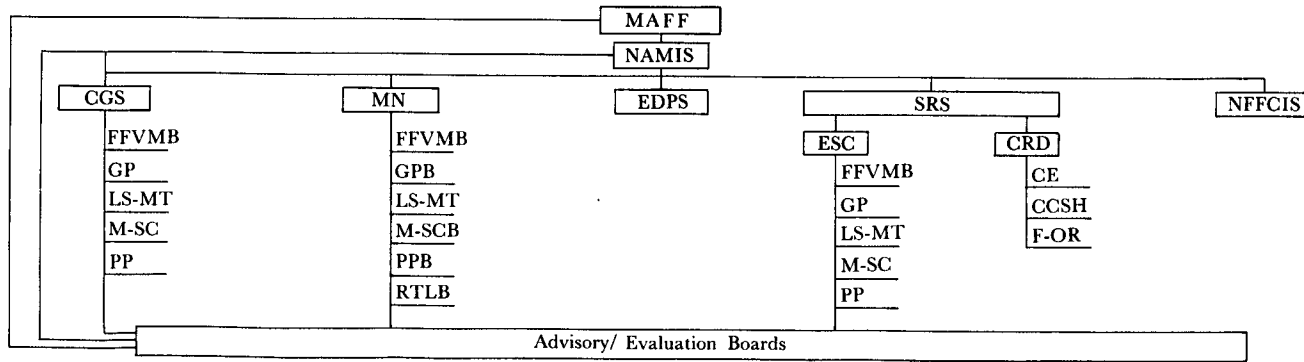 MAFF
NAMIS
CGS
MN
EDPS
SRS
NFFCIS
ESC
CRD
FFVMB
GP
LS-MT
M-SC
PP
FFVMB
GPB
LS-MT
M-SCB
PPB
RTLB
FFVMB
GP
LS-MT
M-SC
PP
CE
CCSH
F-OR
Advisory/ Evaluation Boards